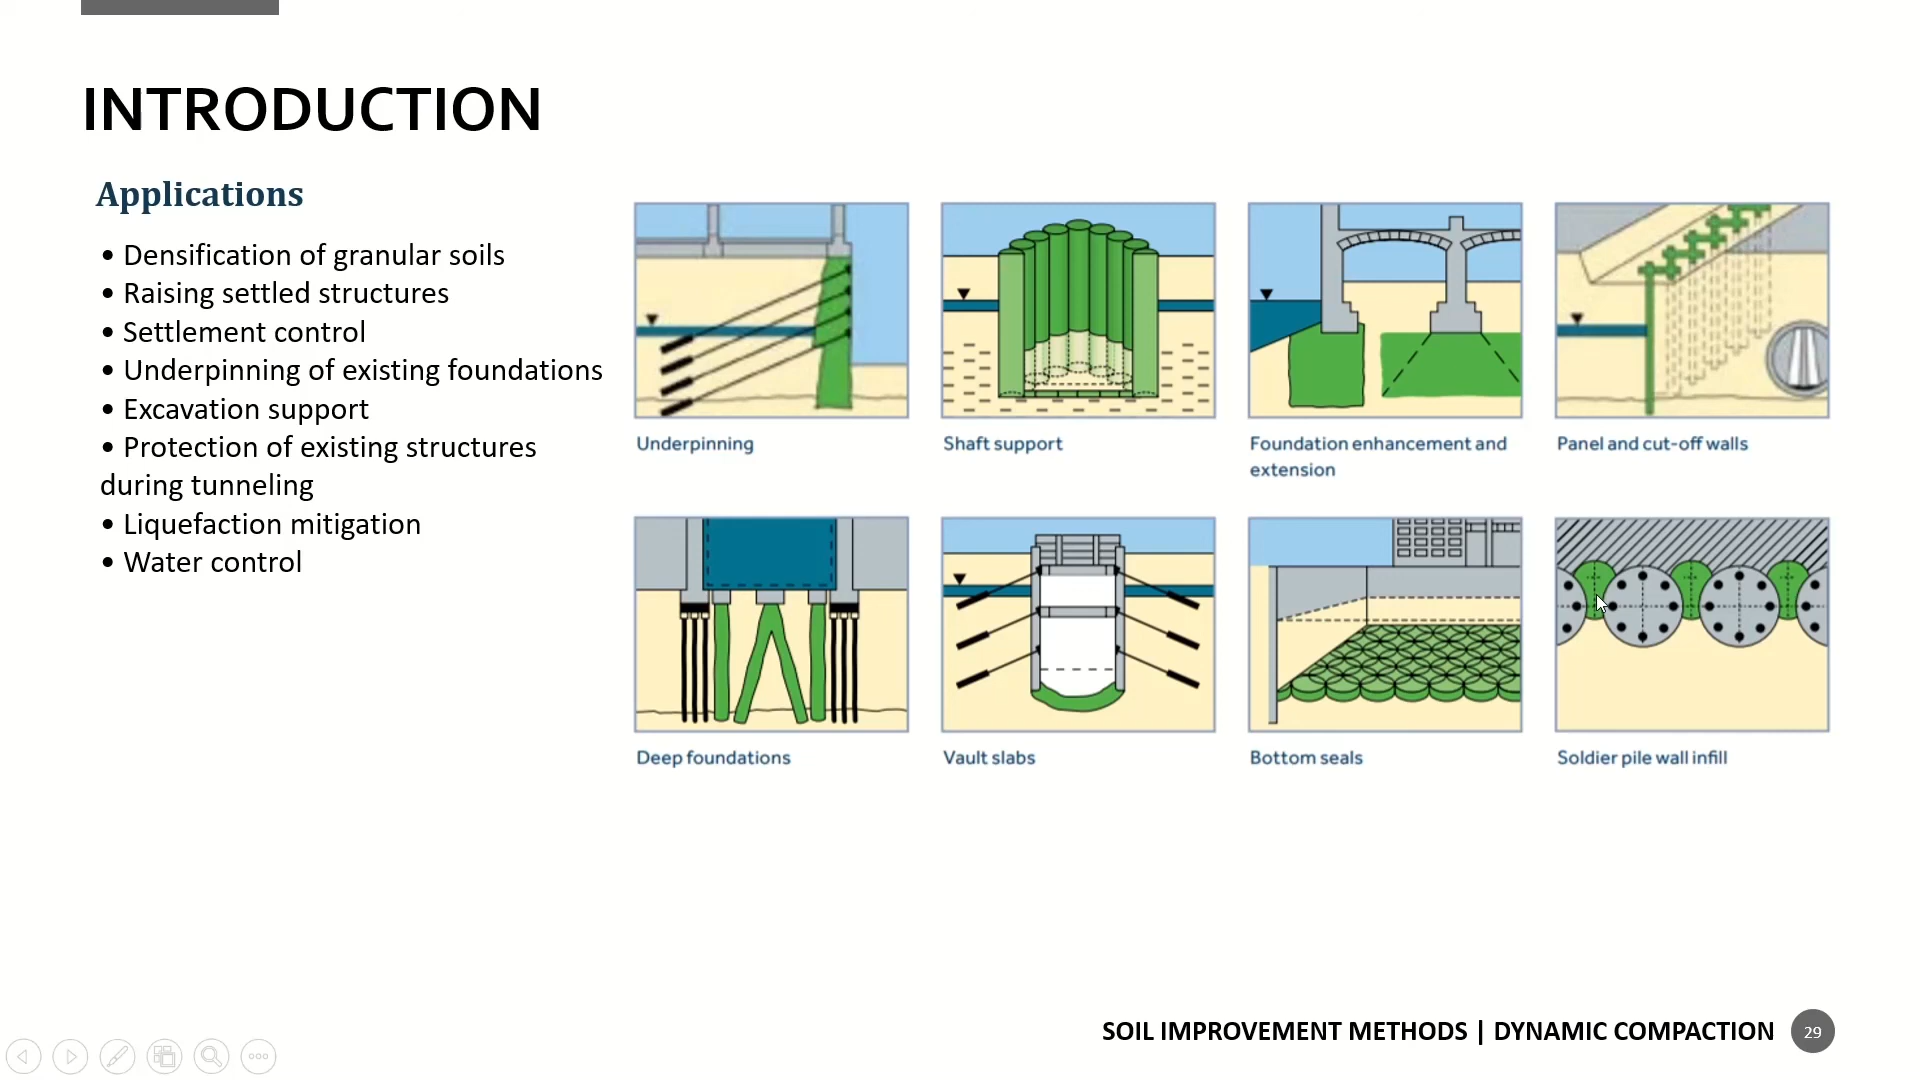 INTRODUCTION
Applications
• Densification of granular soils
• Raising settled structures
• Settlement control
• Underpinning of existing foundations
• Excavation support
• Protection of existing structures
during tunneling
• Liquefaction mitigation
• Water control
Underpinning
Shaft support
Foundation enhancement and
extension
Panel and cut-off walls
Deep foundations
Vault slabs
Bottom seals
Soldier pile wall infill
SOIL IMPROVEMENT METHODS | DYNAMIC COMPACTION
29